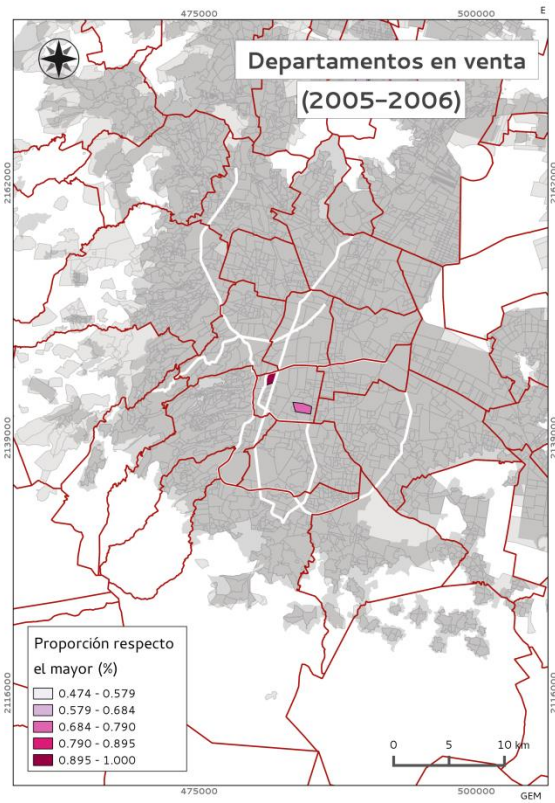 475000
500000
E
Departamentos en venta
(2005–2006)
2162000
2162000
2139000
2139000
2116000
2116000
Proporción respecto
el mayor (%)
0.474 - 0.579
0.579 - 0.684
0.684 - 0.790
0.790 - 0.895
0.895 - 1.000
0 5 10 km
475000
500000
GEM